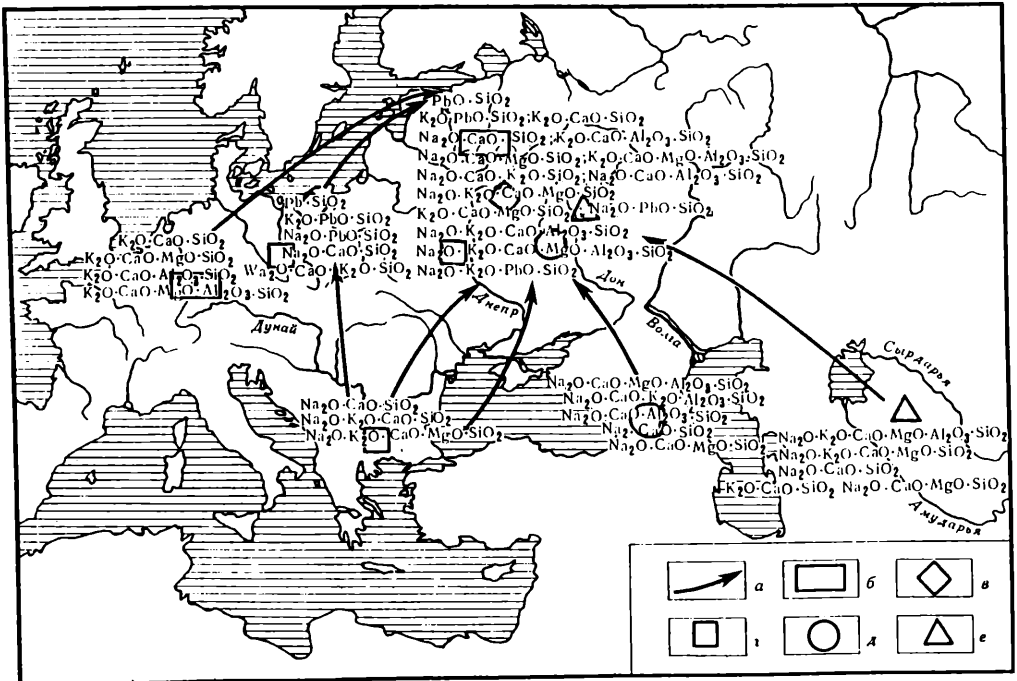 PbO·SiO₂
K₂O·PbO·SiO₂;K₂O·CaO·SiO₂
Na₂O·CaO·SiO₂;K₂O·CaO·Al₂O₃·SiO₂
Na₂O·CaO·MgO·SiO₂;K₂O·CaO·MgO·Al₂O₃·SiO₂
Na₂O·CaO·K₂O·SiO₂;Na₂O·CaO·Al₂O₃·SiO₂
Na₂O·K₂O·CaO·MgO·SiO₂
K₂O·CaO·MgO·SiO₂ Na₂O·PbO·SiO₂
Na₂O·K₂O·CaO·Al₂O₃·SiO₂
Na₂O·K₂O·CaO·MgO·Al₂O₃·SiO₂
Na₂O·K₂O·PbO·SiO₂
Pb·SiO₂
K₂O·PbO·SiO₂
Na₂O·PbO·SiO₂
Na₂O·CaO·SiO₂
Wa₂O·CaO·K₂O·SiO₂
K₂O·CaO·SiO₂
K₂O·CaO·MgO·SiO₂
K₂O·CaO·Al₂O₃·SiO₂
K₂O·CaO·MgO·Al₂O₃·SiO₂
Дунай
Днепр
Дон
Волга
Сырдарья
Na₂O·CaO·SiO₂
Na₂O·K₂O·CaO·SiO₂
Na₂O·K₂O·CaO·MgO·SiO₂
Na₂O·CaO·MgO·Al₂O₃·SiO₂
Na₂O·CaO·K₂O·Al₂O₃·SiO₂
Na₂O·CaO·Al₂O₃·SiO₂
Na₂·CaO·SiO₂
Na₂O·CaO·MgO·SiO₂
Na₂O·K₂O·CaO·MgO·Al₂O₃·SiO₂
Na₂O·K₂O·CaO·MgO·SiO₂
Na₂O·CaO·SiO₂
K₂O·CaO·SiO₂ Na₂O·CaO·MgO·SiO₂
Амударья
а б в
г д е